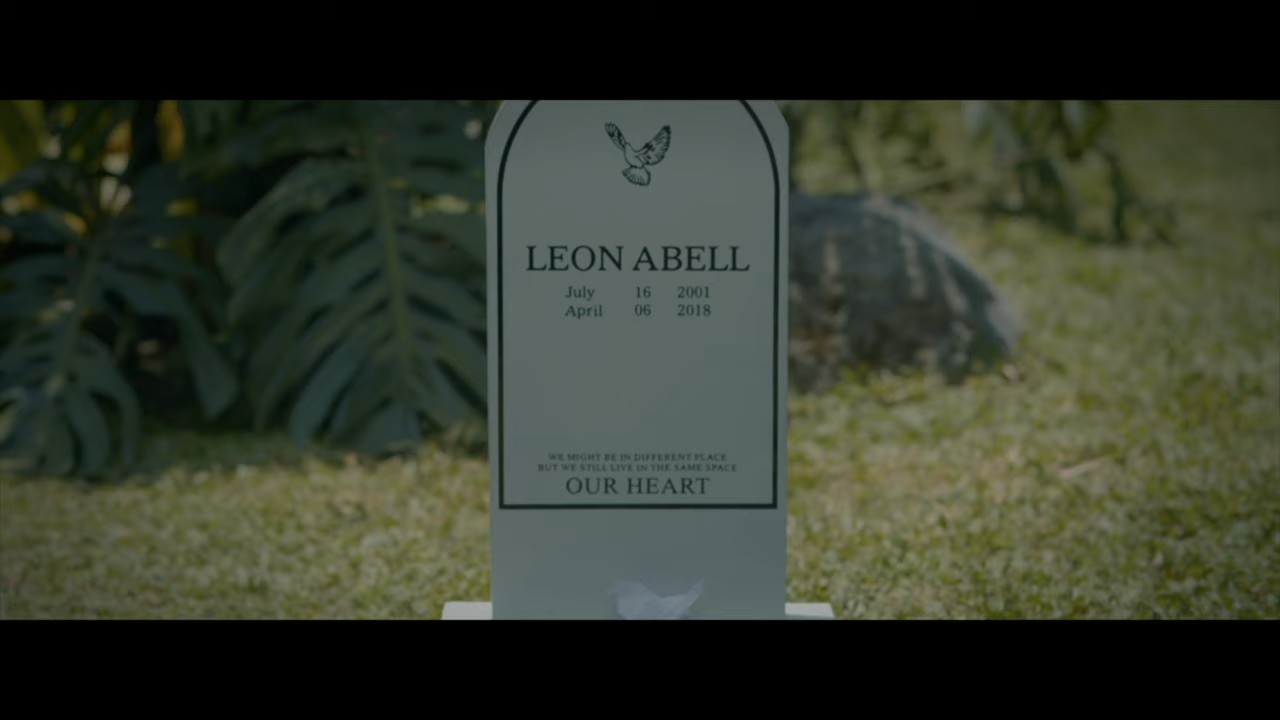 LEON ABELL
July 16 2001
April 06 2018
WE MIGHT BE IN DIFFERENT PLACE
BUT WE STILL LIVE IN THE SAME SPACE
OUR HEART